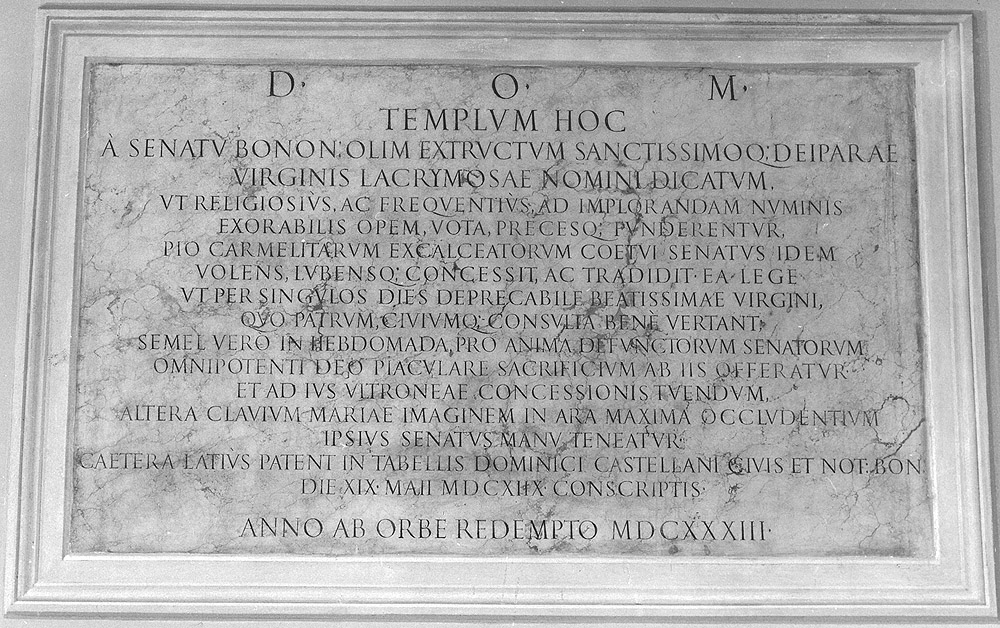 D· O· M·
TEMPLVM HOC
À SENATV BONON: OLIM EXTRVCTVM SANCTISSIMOQ; DEIPARAE
VIRGINIS LACRYMOSAE NOMINI DICATVM,
VT RELIGIOSIVS, AC FREQVENTIVS, AD IMPLORANDAM NVMINIS
EXORABILIS OPEM, VOTA, PRECESQ; FVNDERENTVR,
PIO CARMELITARVM EXCALCEATORVM COETVI SENATVS IDEM
VOLENS, LVBENSQ; CONCESSIT, AC TRADIDIT· EA· LEGE·
VT PER SINGVLOS DIES DEPRECABILE BEATISSIMAE VIRGINI,
QVO PATRVM, CIVIVMQ; CONSVLTA BENE VERTANT;
SEMEL VERO IN HEBDOMADA, PRO ANIMA DEFVNCTORVM SENATORVM
OMNIPOTENTI DEO PIACVLARE SACRIFICIVM AB IIS OFFERATVR·
ET AD IVS VLTRONEAE CONCESSIONIS TVENDVM,
ALTERA CLAVIVM MARIAE IMAGINEM IN ARA MAXIMA OCCLVDENTIVM
IPSIVS SENATVS MANV TENEATVR:
CAETERA LATIVS PATENT IN TABELLIS DOMINICI CASTELLANI CIVIS ET NOT: BON:
DIE XIX· MAII MDCXIIX CONSCRIPTIS·
ANNO AB ORBE REDEMPTO MDCXXXIII·